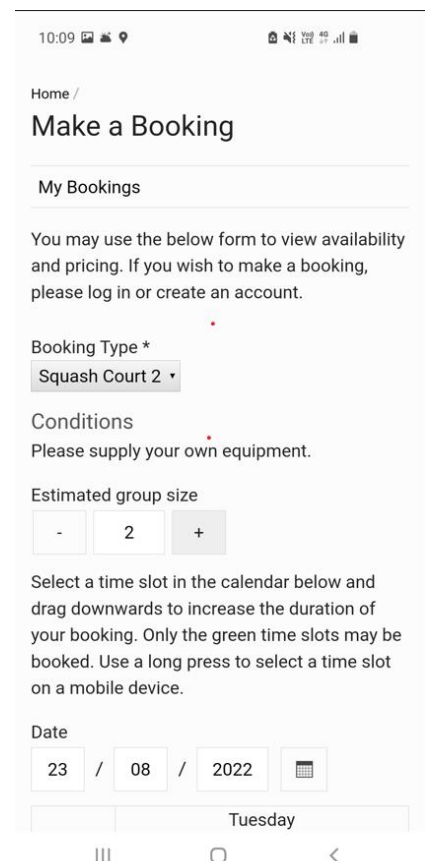 10:09
VoLTE 4G
Home /
Make a Booking
My Bookings
You may use the below form to view availability
and pricing. If you wish to make a booking,
please log in or create an account.
Booking Type *
Squash Court 2
Conditions
Please supply your own equipment.
Estimated group size
- 2 +
Select a time slot in the calendar below and
drag downwards to increase the duration of
your booking. Only the green time slots may be
booked. Use a long press to select a time slot
on a mobile device.
Date
23 / 08 / 2022
Tuesday